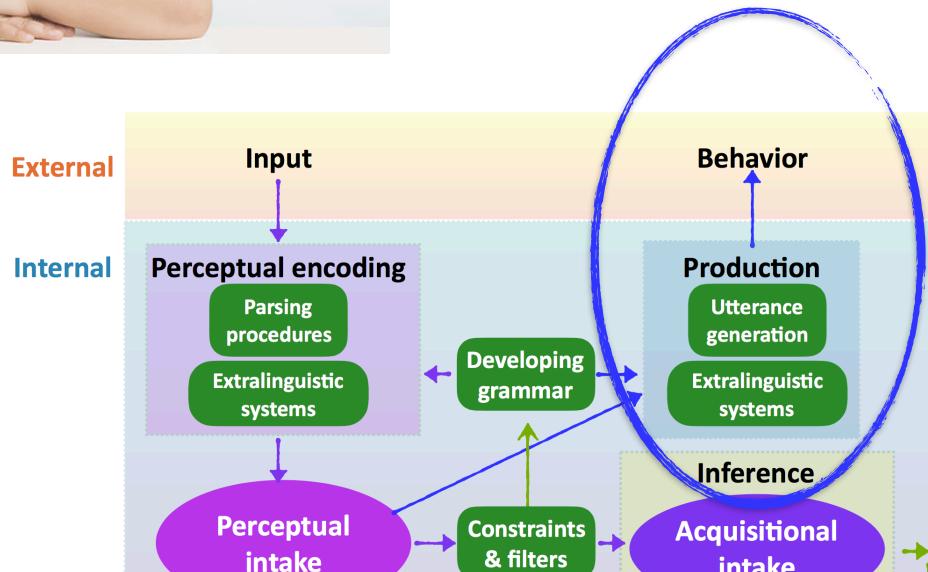 External
Input
Behavior
Internal
Perceptual encoding
Parsing
procedures
Extralinguistic
systems
Developing
grammar
Production
Utterance
generation
Extralinguistic
systems
Perceptual
intake
Constraints
& filters
Inference
Acquisitional
intake